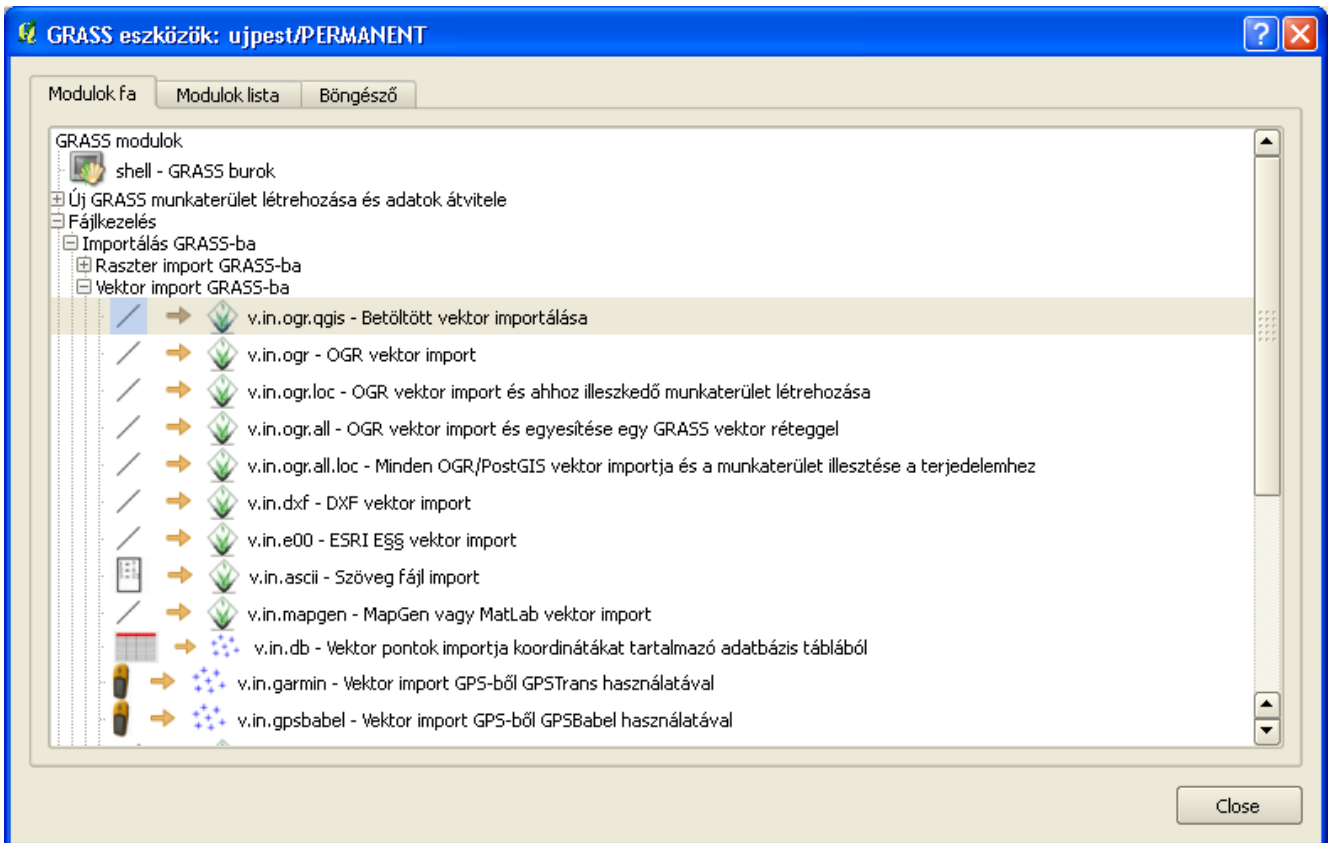 GRASS eszközök: ujpest/PERMANENT
Modulok fa Modulok lista Böngésző
GRASS modulok
shell - GRASS burok
Új GRASS munkaterület létrehozása és adatok átvitele
Fájlkezelés
Importálás GRASS-ba
Raszter import GRASS-ba
Vektor import GRASS-ba
v.in.ogr.qgis - Betöltött vektor importálása
v.in.ogr - OGR vektor import
v.in.ogr.loc - OGR vektor import és ahhoz illeszkedő munkaterület létrehozása
v.in.ogr.all - OGR vektor import és egyesítése egy GRASS vektor réteggel
v.in.ogr.all.loc - Minden OGR/PostGIS vektor importja és a munkaterület illesztése a terjedelemhez
v.in.dxf - DXF vektor import
v.in.e00 - ESRI E§§ vektor import
v.in.ascii - Szöveg fájl import
v.in.mapgen - MapGen vagy MatLab vektor import
v.in.db - Vektor pontok importja koordinátákat tartalmazó adatbázis táblából
v.in.garmin - Vektor import GPS-ből GPSTrans használatával
v.in.gpsbabel - Vektor import GPS-ből GPSBabel használatával
Close